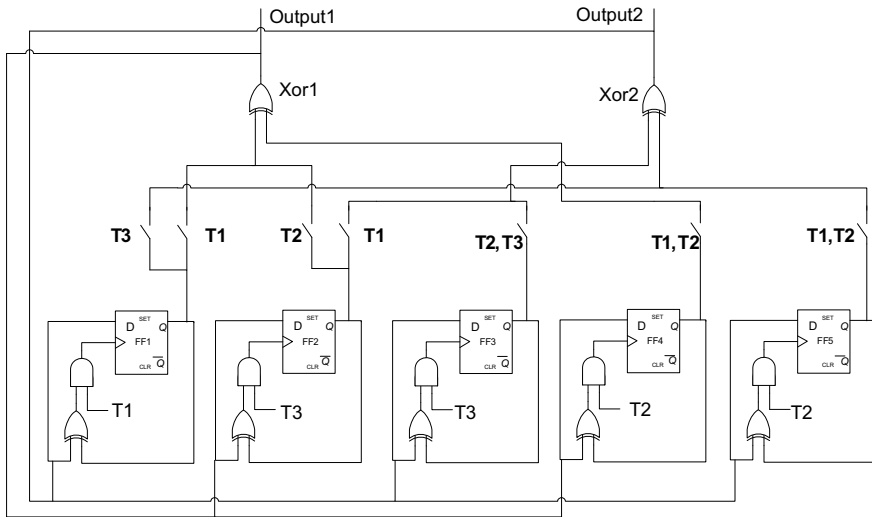 Output1
Output2
Xor1
Xor2
T3
T1
T2
T1
T2, T3
T1, T2
T1, T2
D
SET
Q
FF1
CLR
Q
D
SET
Q
FF2
CLR
Q
D
SET
Q
FF3
CLR
Q
D
SET
Q
FF4
CLR
Q
D
SET
Q
FF5
CLR
Q
T1
T3
T3
T2
T2